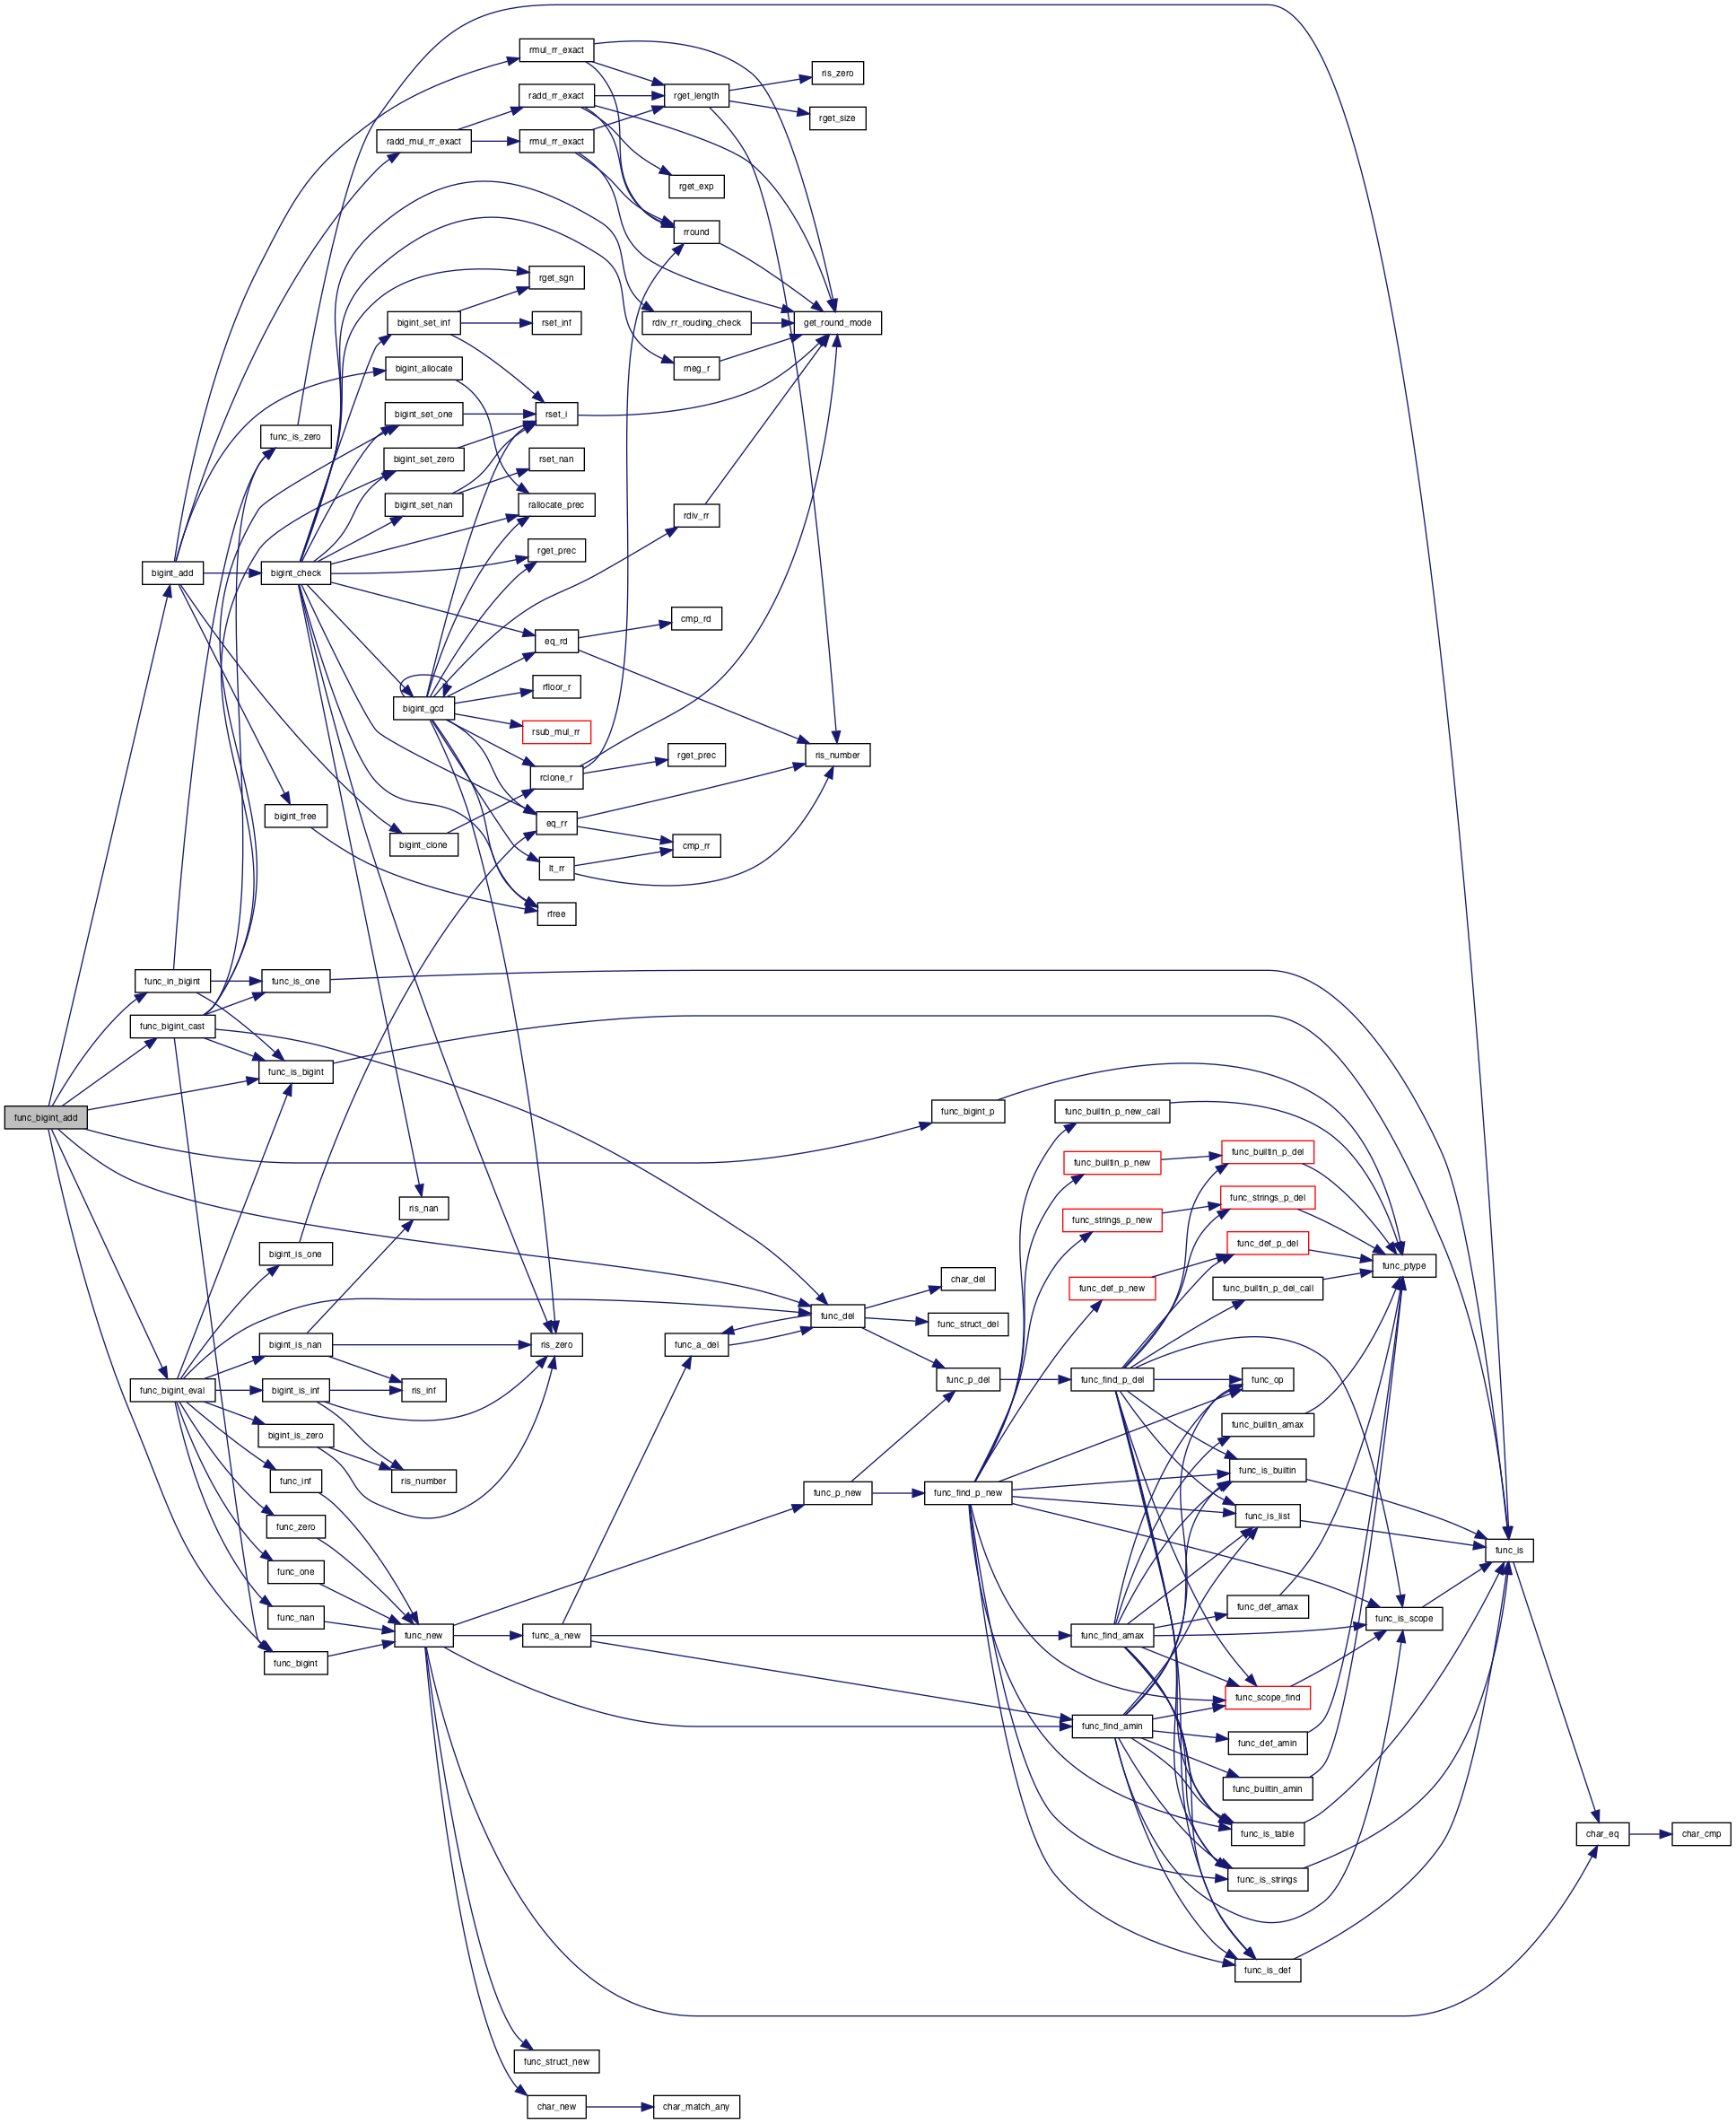 rmul_rr_exact
ris_zero
radd_rr_exact
rget_length
rget_size
radd_mul_rr_exact
rmul_rr_exact
rget_exp
rround
rget_sgn
bigint_set_inf
rset_inf
rdiv_rr_rouding_check
get_round_mode
bigint_allocate
rneg_r
bigint_set_one
rset_i
func_is_zero
bigint_set_zero
rset_nan
bigint_set_nan
rallocate_prec
rdiv_rr
rget_prec
bigint_add
bigint_check
cmp_rd
eq_rd
rfloor_r
bigint_gcd
rsub_mul_rr
rget_prec
ris_number
rclone_r
bigint_free
eq_rr
bigint_clone
cmp_rr
lt_rr
rfree
func_in_bigint
func_is_one
func_bigint_cast
func_is_bigint
func_bigint_add
func_bigint_p
func_builtin_p_new_call
func_builtin_p_del
func_builtin_p_new
func_strings_p_del
ris_nan
func_strings_p_new
func_def_p_del
bigint_is_one
func_ptype
char_del
func_def_p_new
func_builtin_p_del_call
func_del
func_struct_del
bigint_is_nan
ris_zero
func_a_del
func_p_del
func_find_p_del
func_op
func_bigint_eval
bigint_is_inf
ris_inf
func_builtin_amax
bigint_is_zero
func_is_builtin
func_inf
ris_number
func_p_new
func_find_p_new
func_is_list
func_zero
func_is
func_one
func_def_amax
func_nan
func_is_scope
func_new
func_a_new
func_find_amax
func_bigint
func_scope_find
func_find_amin
func_def_amin
func_builtin_amin
func_is_table
char_eq
char_cmp
func_is_strings
func_is_def
func_struct_new
char_new
char_match_any